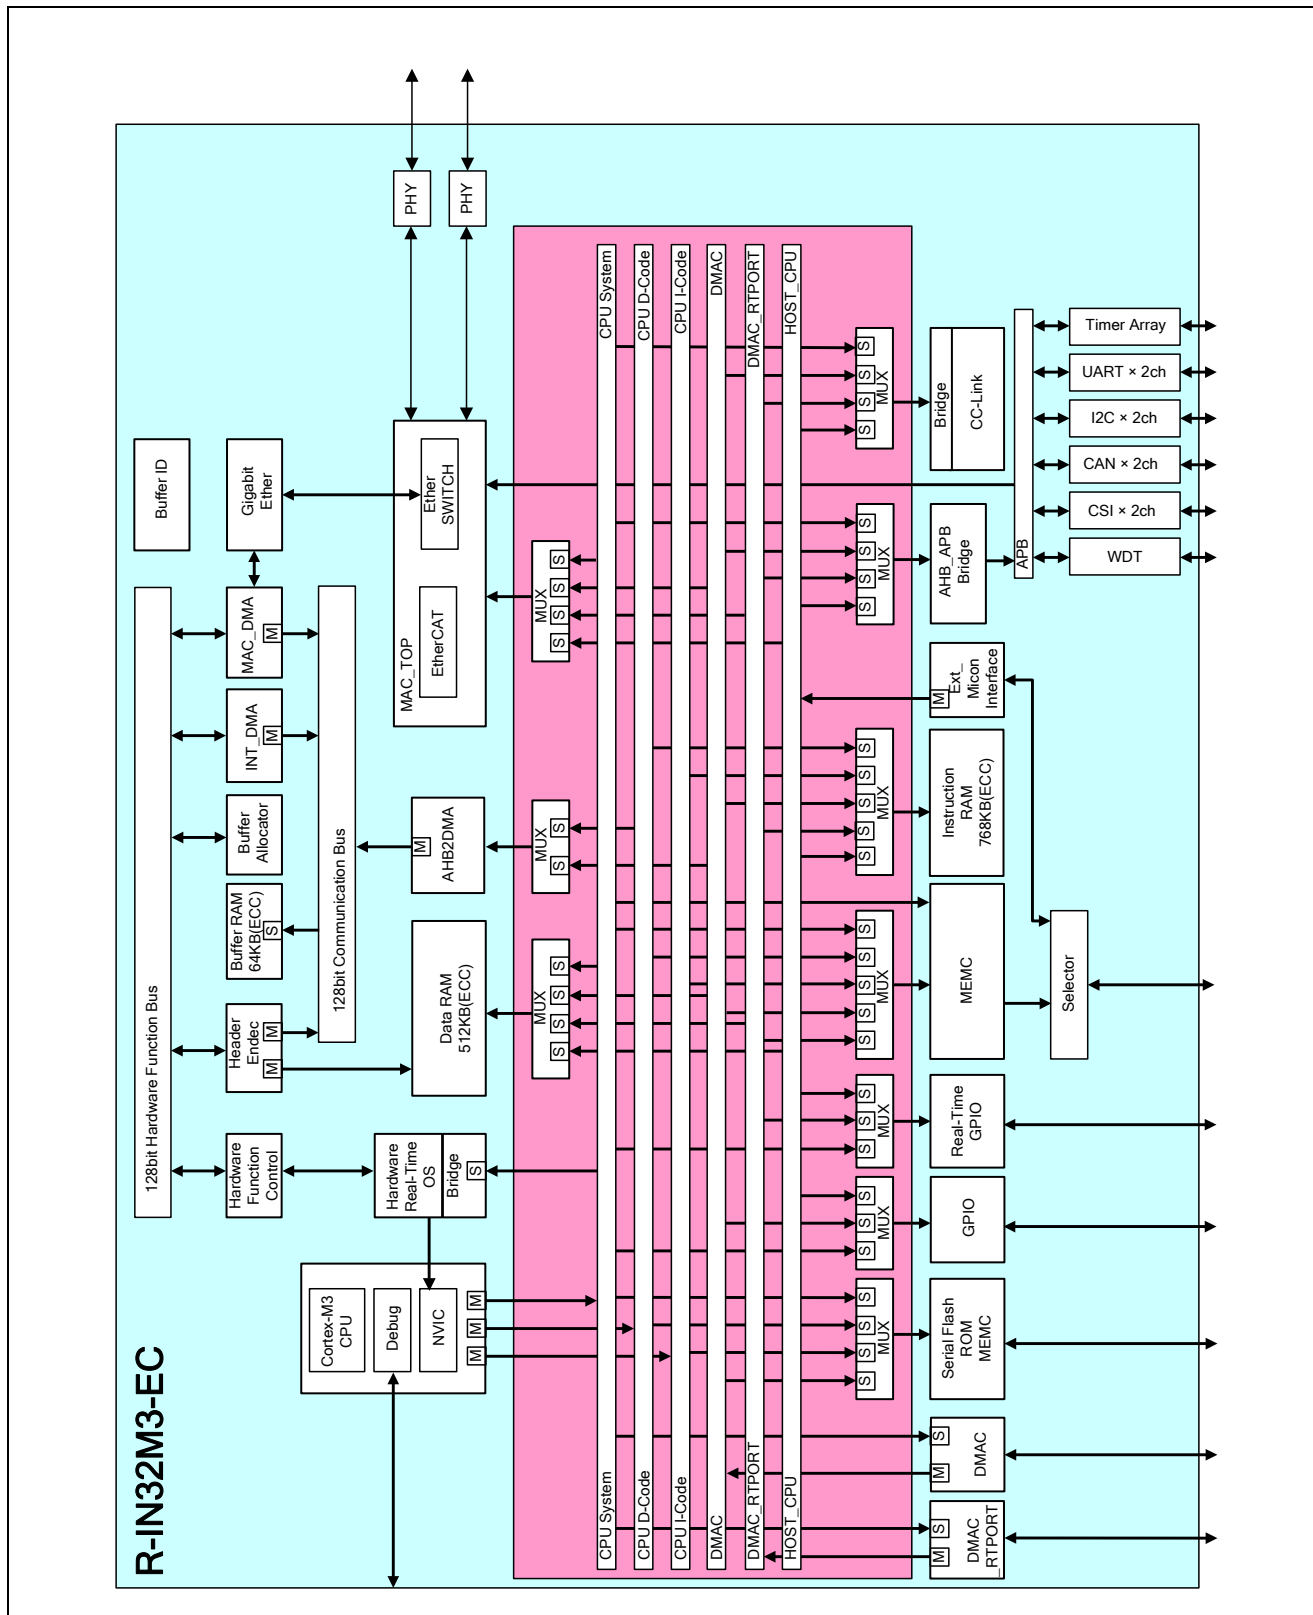 R-IN32M3-EC
128bit Hardware Function Bus
Buffer ID
Hardware
Function
Control
Header
Endec
M
M
Buffer RAM
64KB(ECC)
S
Buffer
Allocator
INT_DMA
M
MAC_DMA
M
Gigabit
Ether
128bit Communication Bus
Cortex-M3
CPU
Debug
NVIC
M
M
M
Hardware
Real-Time
OS
Bridge
S
Data RAM
512KB(ECC)
AHB2DMA
M
MAC_TOP
EtherCAT
Ether
SWITCH
PHY
PHY
MUX
S
S
S
S
MUX
S
S
MUX
S
S
S
S
CPU System
CPU System
CPU D-Code
CPU D-Code
CPU I-Code
CPU I-Code
DMAC
DMAC
DMAC_RTPORT
DMAC_RTPORT
HOST_CPU
HOST_CPU
S
S
S
S
MUX
S
S
S
MUX
S
S
S
MUX
S
S
S
S
S
MUX
S
S
S
S
S
MUX
S
S
S
S
MUX
S
S
S
S
MUX
M
S
DMAC
_RTPORT
M
S
DMAC
Serial Flash
ROM
MEMC
GPIO
Real-Time
GPIO
MEMC
Instruction
RAM
768KB(ECC)
M
Ext_
Micon
Interface
AHB_APB
Bridge
Bridge
CC-Link
Selector
APB
WDT
CSI × 2ch
CAN × 2ch
I2C × 2ch
UART × 2ch
Timer Array